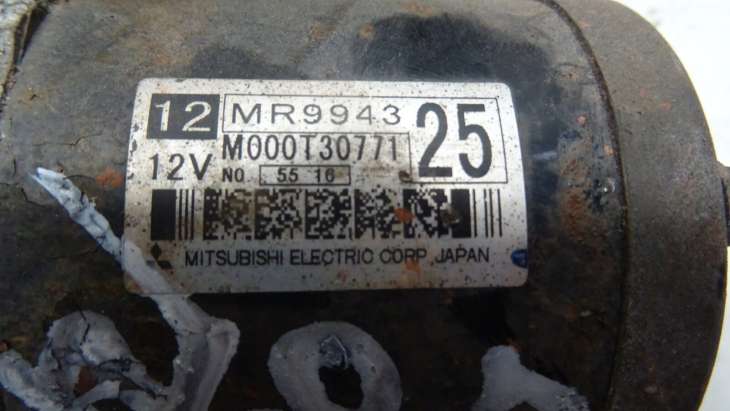 12 MR9943 25
12V M000T30771
NO 55 16
MITSUBISHI ELECTRIC CORP. JAPAN